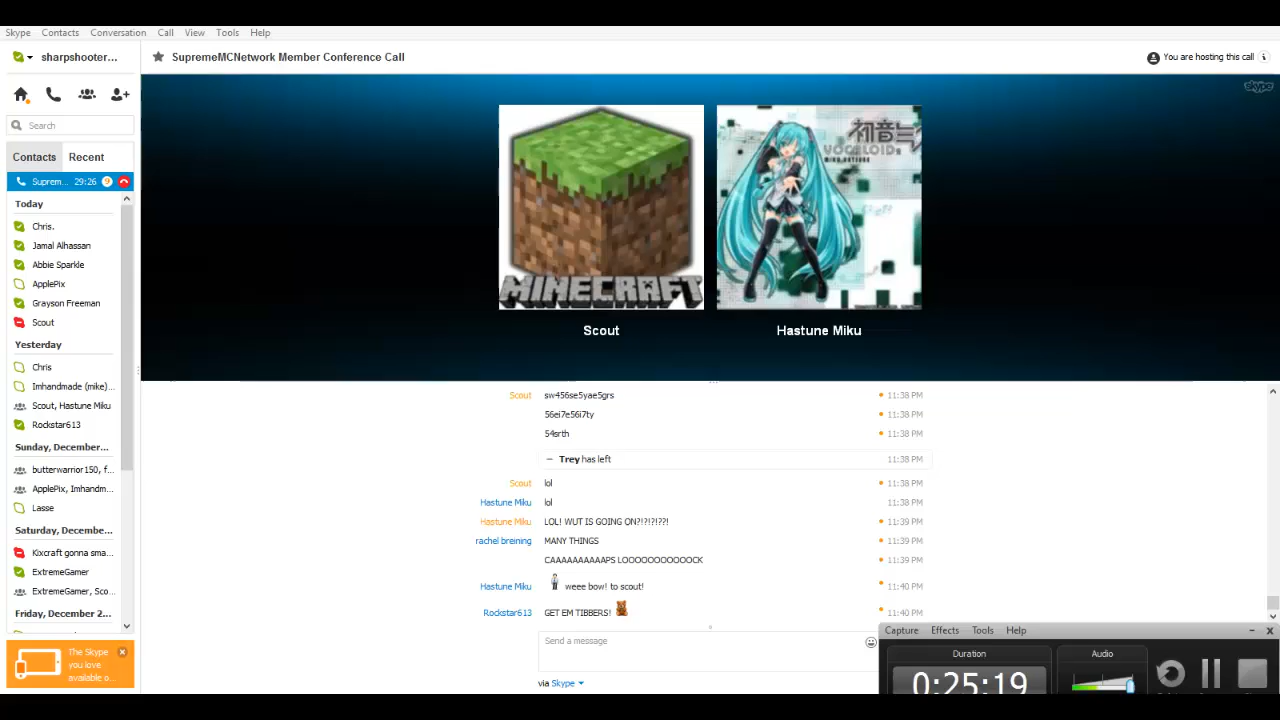 Skype Contacts Conversation Call View Tools Help
sharpshooter...
SupremeMCNetwork Member Conference Call
You are hosting this call
skype
Search
Contacts Recent
Suprem... 29:26 9
Today
Chris.
Jamal Alhassan
Abbie Sparkle
ApplePix
Grayson Freeman
Scout
Yesterday
Chris
Imhandmade (mike)...
Scout, Hastune Miku
Rockstar613
Sunday, December...
butterwarrior150, f...
ApplePix, Imhandm...
Lasse
Saturday, Decembe...
Kixcraft gonna sma...
ExtremeGamer
ExtremeGamer, Sco...
Friday, December 2...
The Skype
you love
available o...
MINECRAFT
Scout
初音ミ
VOCALOID
Hastune Miku
Scout sw456se5yae5grs 11:38 PM
56ei7e56i7ty 11:38 PM
54srth 11:38 PM
Trey has left 11:38 PM
Scout lol 11:38 PM
Hastune Miku lol 11:38 PM
Hastune Miku LOL! WUT IS GOING ON?!?!?!??! 11:39 PM
rachel breining MANY THINGS 11:39 PM
CAAAAAAAAAAPS LOOOOOOOOOOOCK 11:39 PM
Hastune Miku weee bow! to scout! 11:40 PM
Rockstar613 GET EM TIBBERS! 11:40 PM
Send a message
via Skype
Capture Effects Tools Help
Duration
Audio
0:25:19